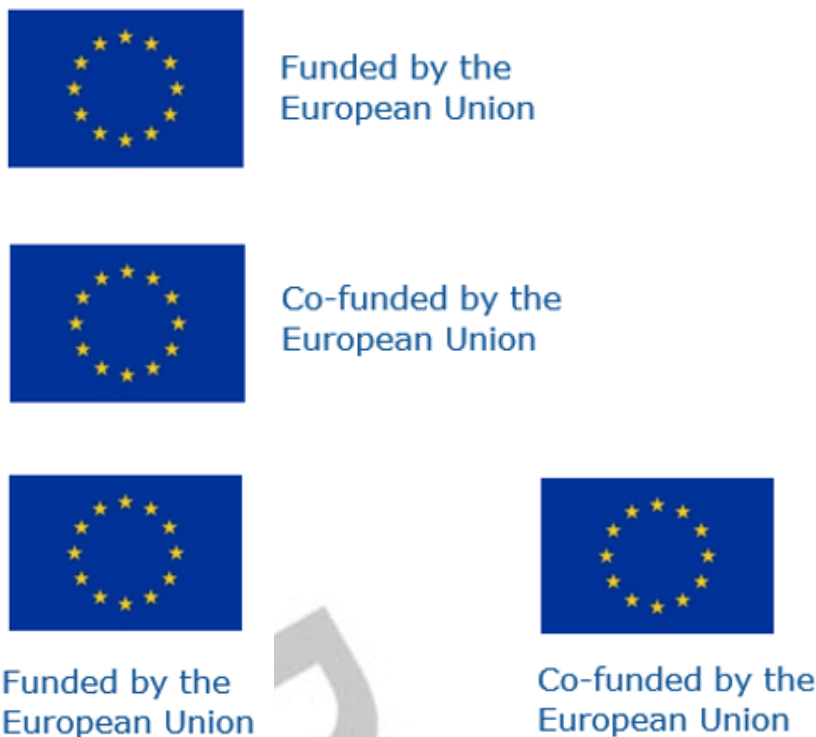 Funded by the
European Union
Co-funded by the
European Union
Funded by the
European Union
Co-funded by the
European Union